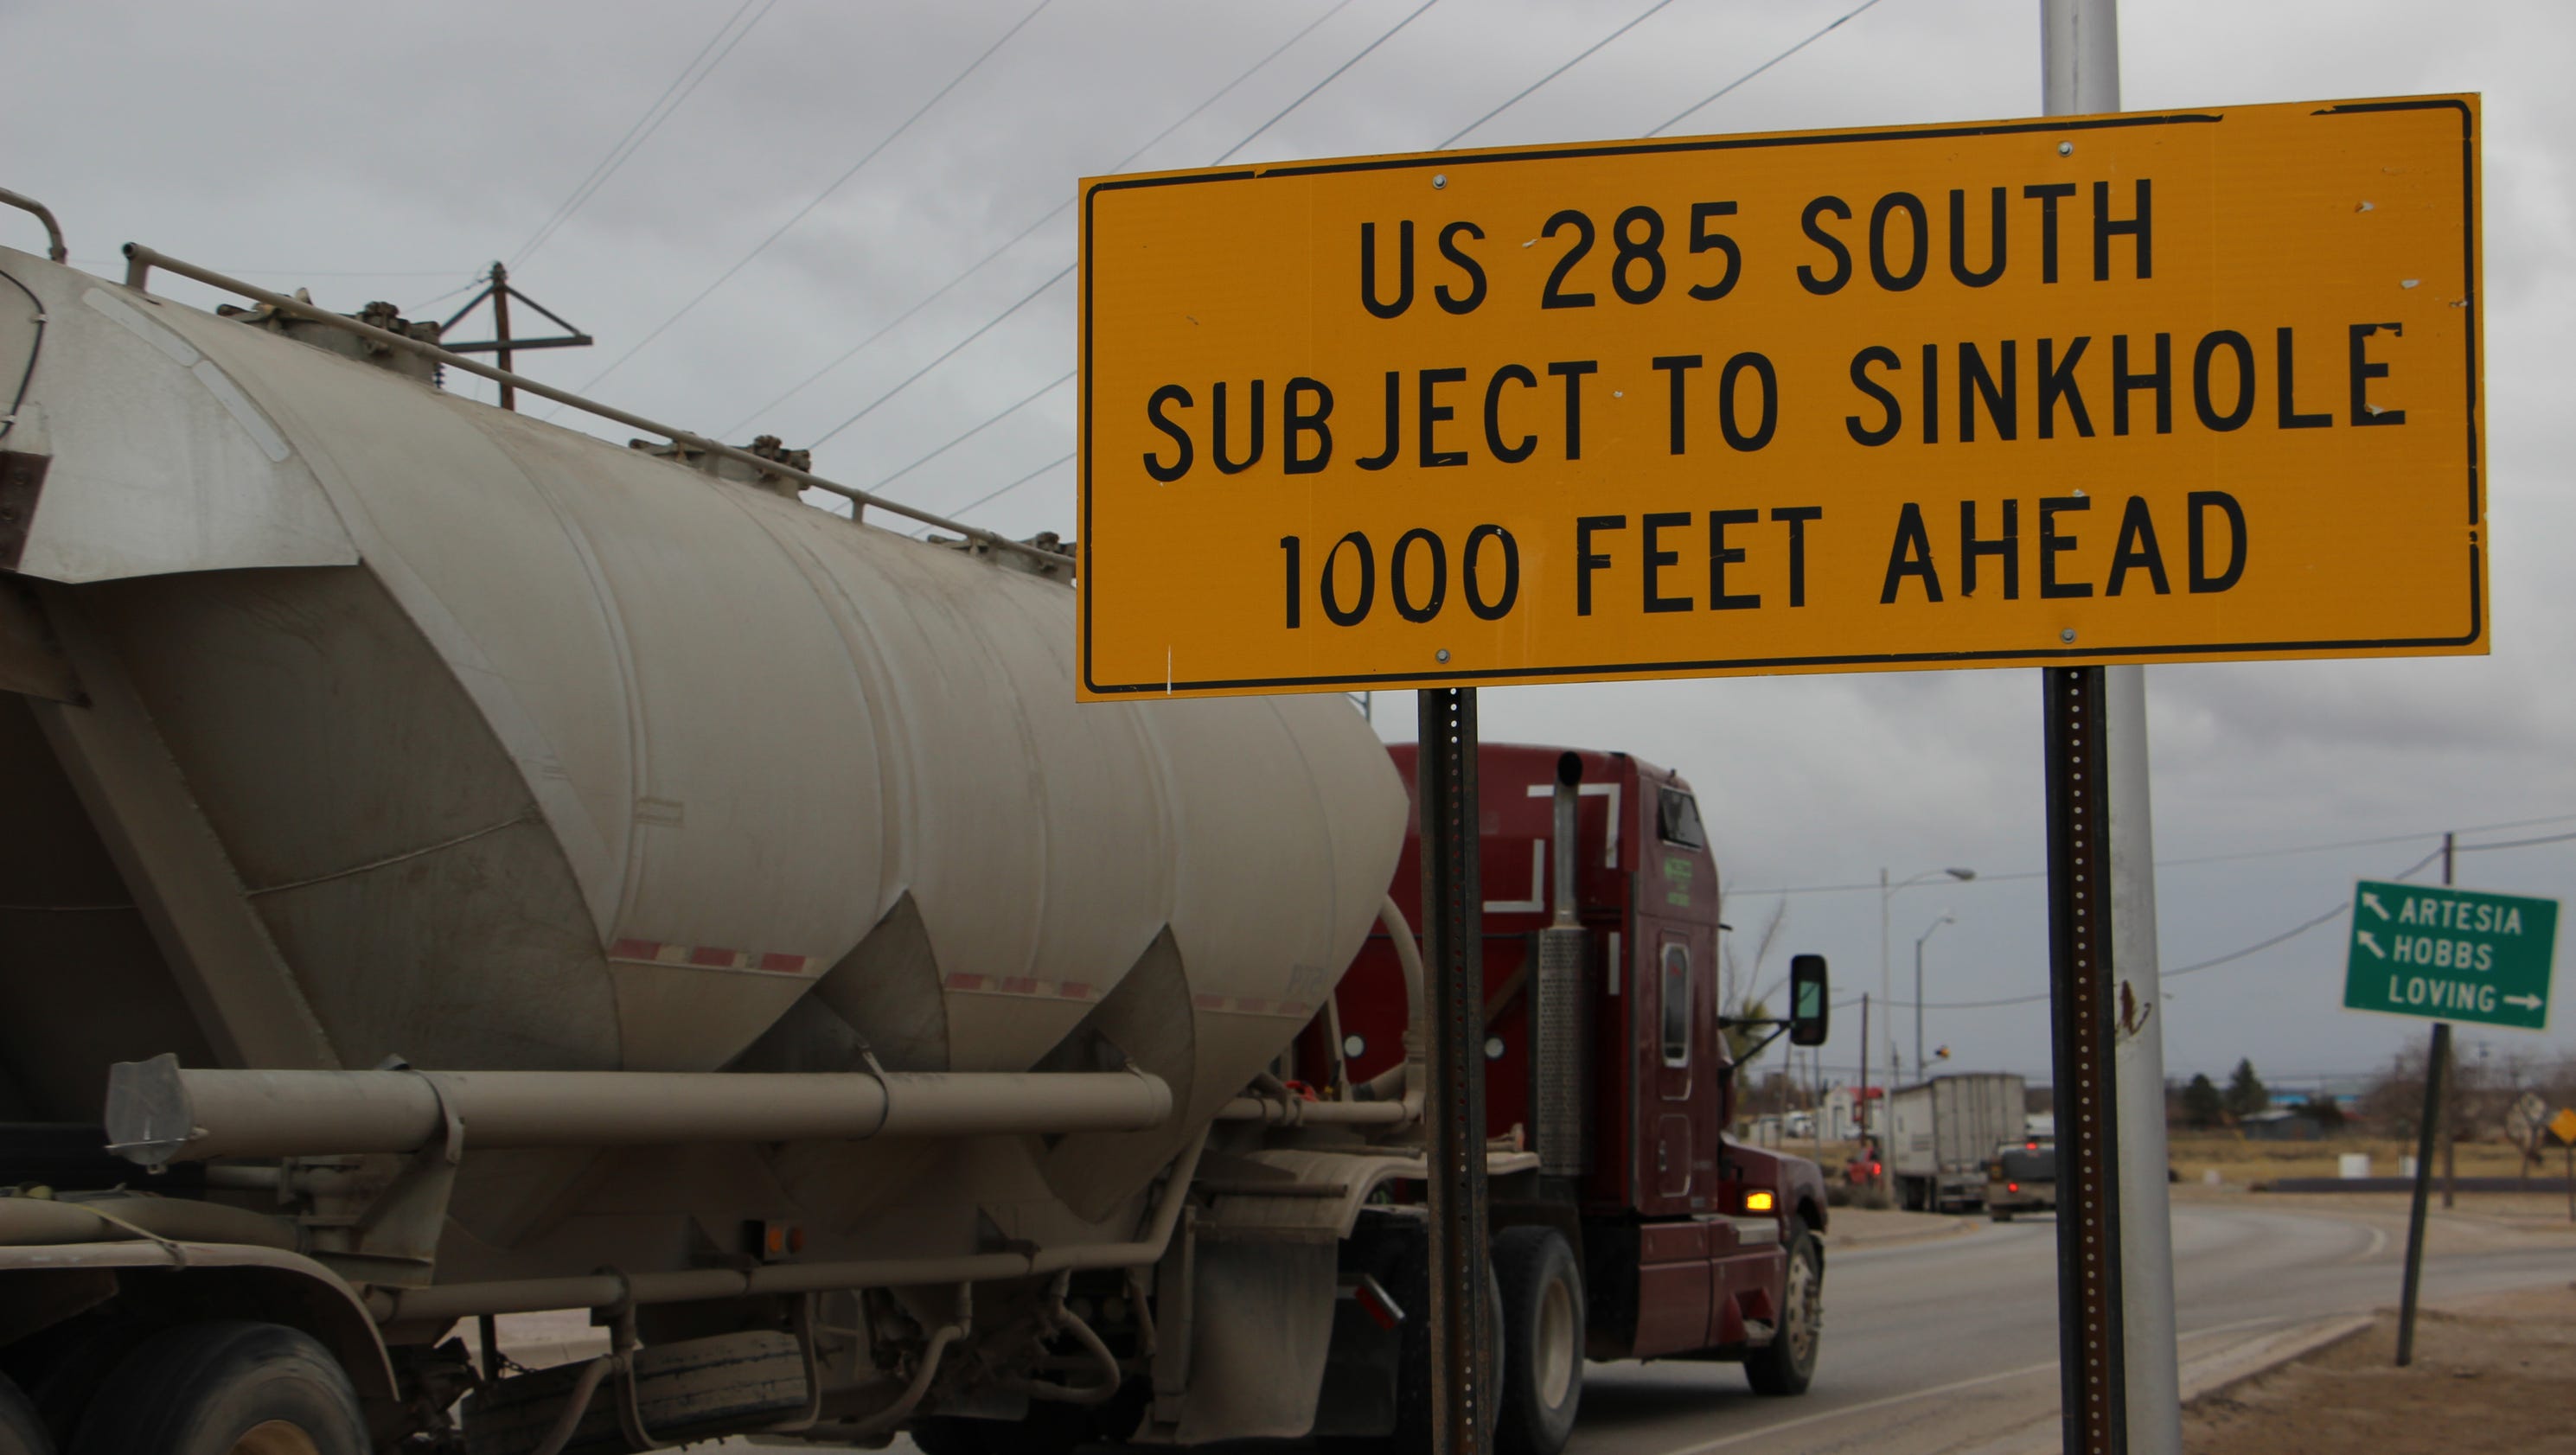 US 285 SOUTH
SUBJECT TO SINKHOLE
1000 FEET AHEAD
ARTESIA
HOBBS
LOVING